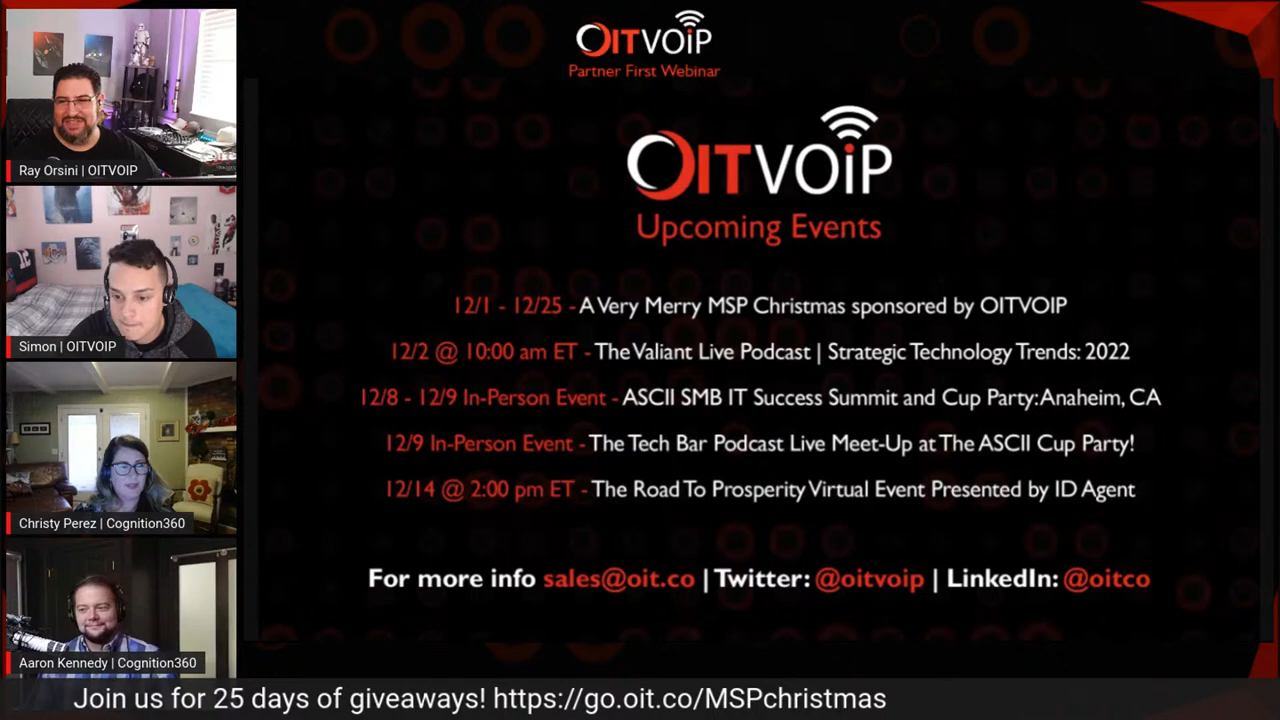 OITVOIP
Partner First Webinar
OITVOIP
Upcoming Events
12/1 - 12/25 - A Very Merry MSP Christmas sponsored by OITVOIP
12/2 @ 10:00 am ET - The Valiant Live Podcast | Strategic Technology Trends: 2022
12/8 - 12/9 In-Person Event - ASCII SMB IT Success Summit and Cup Party: Anaheim, CA
12/9 In-Person Event - The Tech Bar Podcast Live Meet-Up at The ASCII Cup Party!
12/14 @ 2:00 pm ET - The Road To Prosperity Virtual Event Presented by ID Agent
For more info sales@oit.co | Twitter: @oitvoip | LinkedIn: @oitco
Ray Orsini | OITVOIP
Simon | OITVOIP
Christy Perez | Cognition360
Aaron Kennedy | Cognition360
Join us for 25 days of giveaways! https://go.oit.co/MSPchristmas